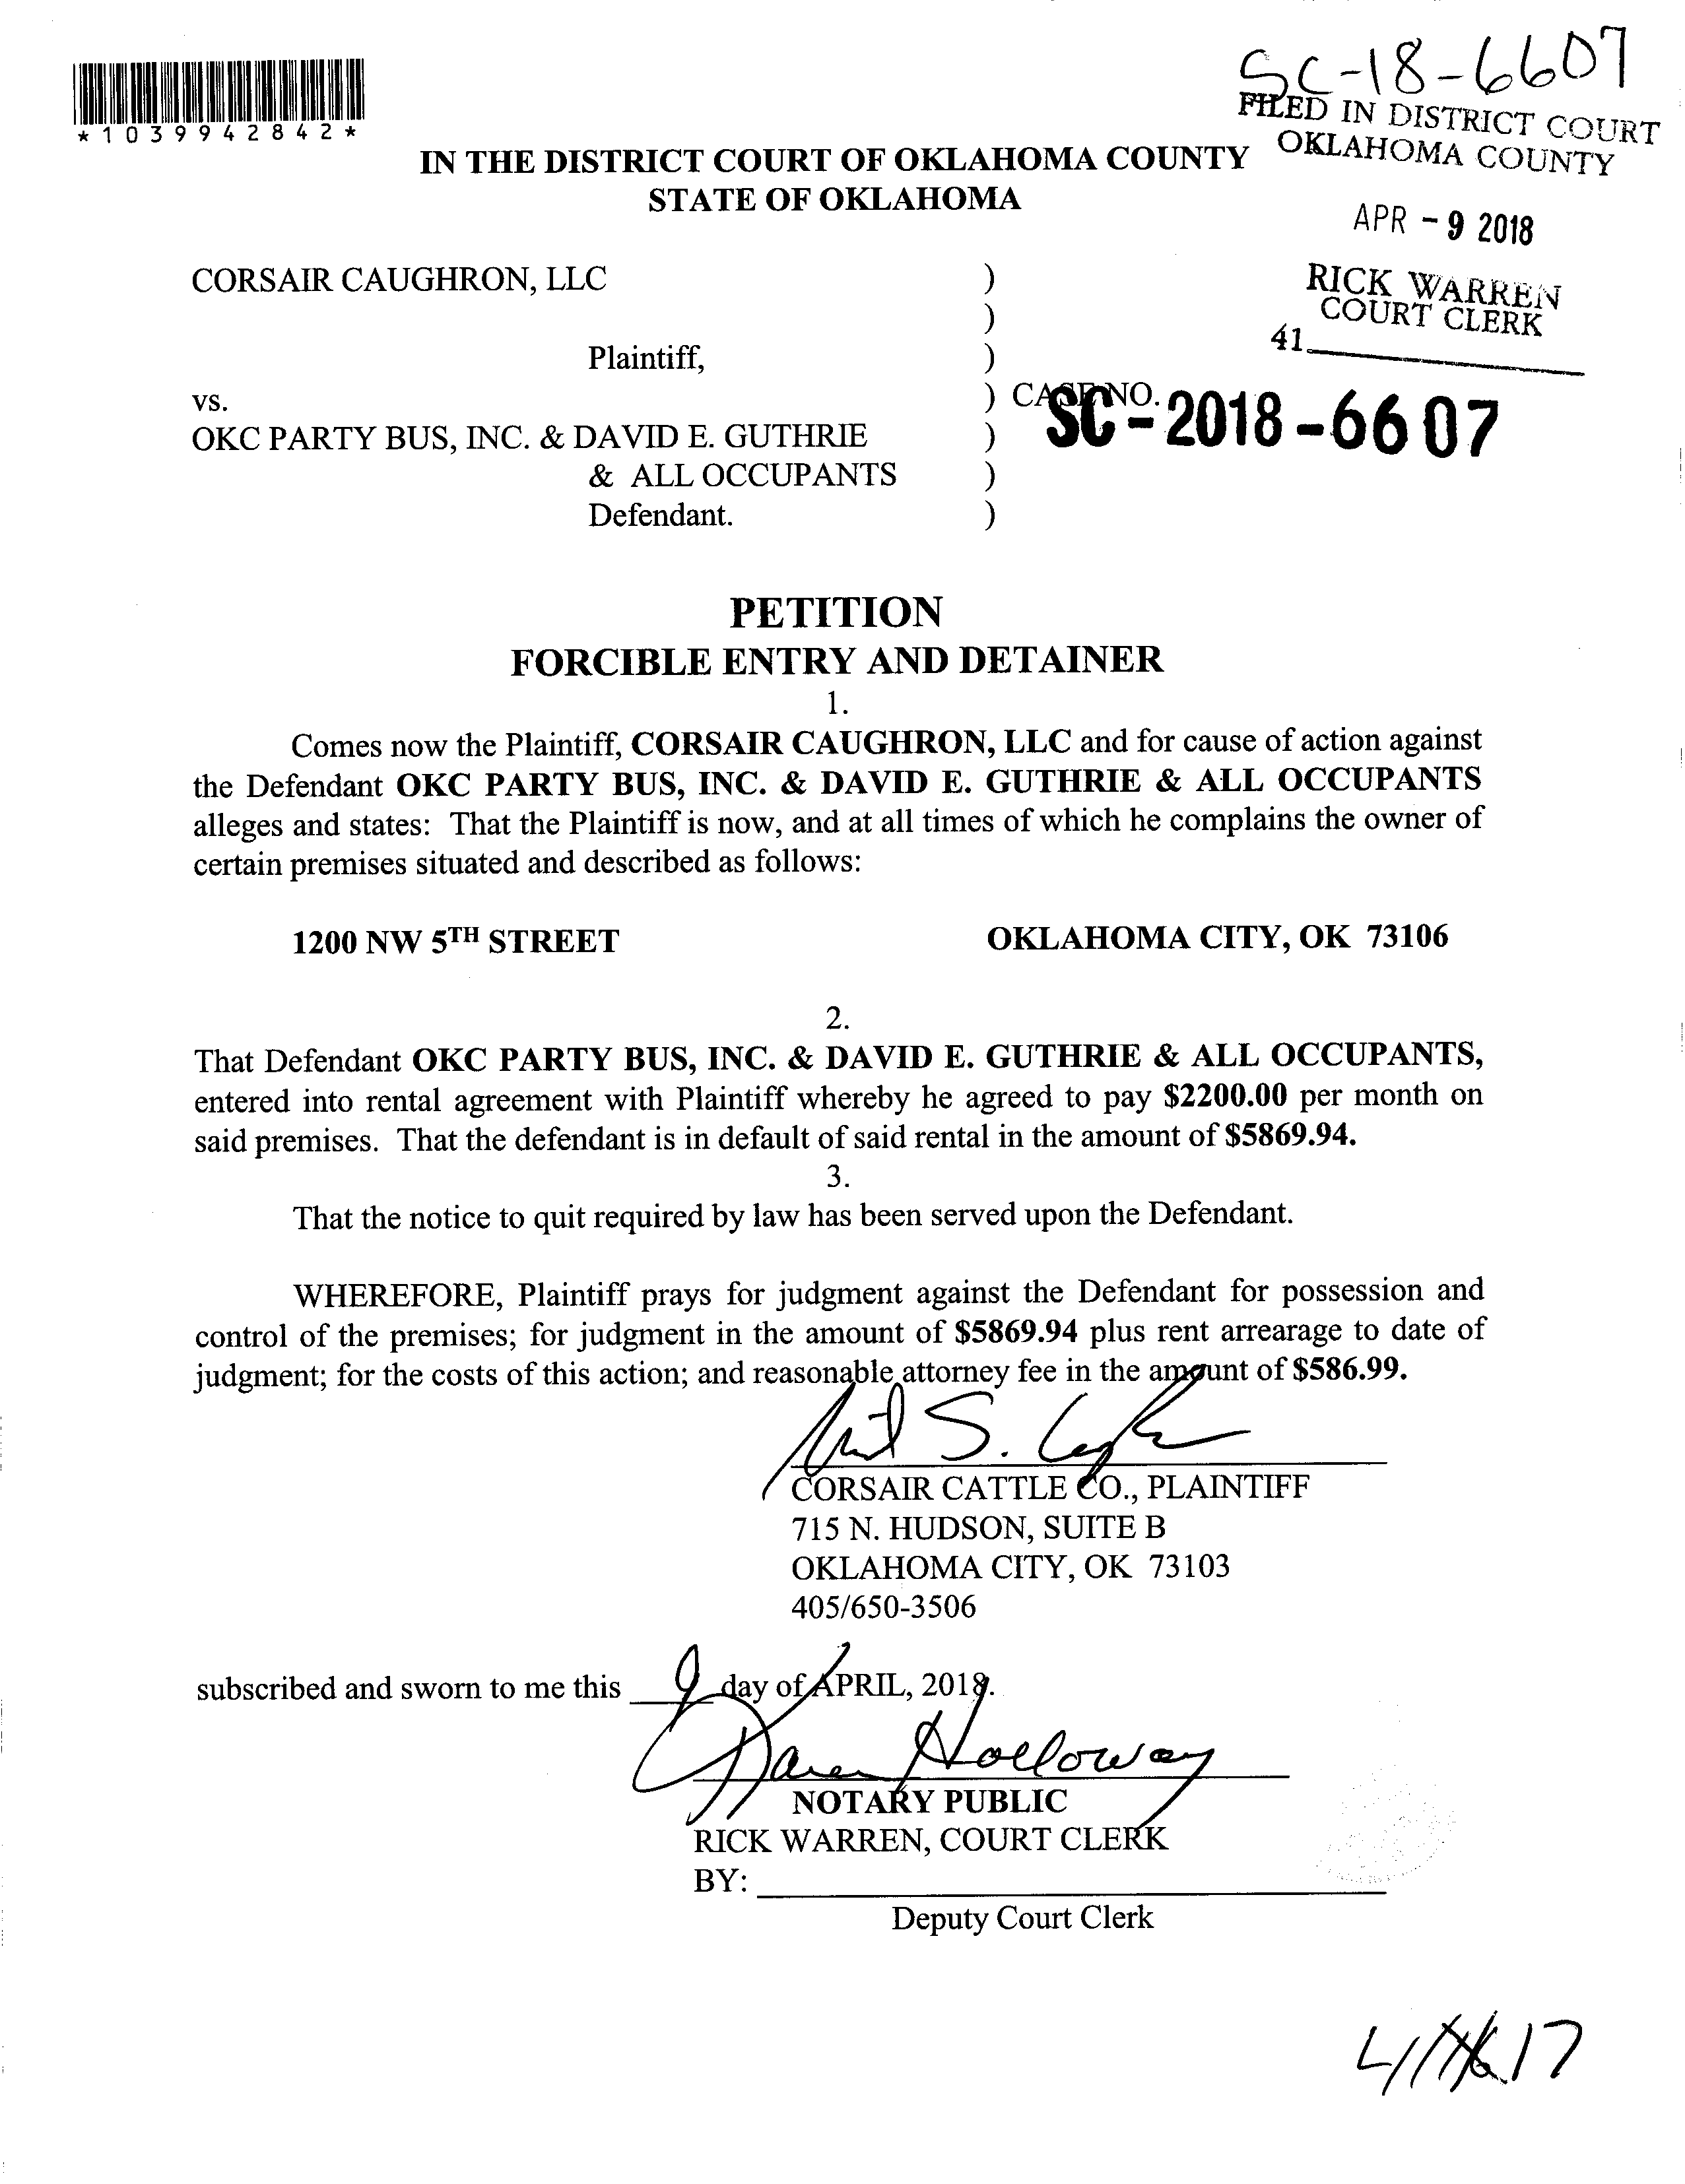 SC-18-6607
*1039942842*
FILED IN DISTRICT COURT
OKLAHOMA COUNTY
IN THE DISTRICT COURT OF OKLAHOMA COUNTY
STATE OF OKLAHOMA
APR - 9 2018
RICK WARREN
COURT CLERK
41
CORSAIR CAUGHRON, LLC )
)
Plaintiff, )
vs. ) CASE NO. SC-2018-6607
OKC PARTY BUS, INC. & DAVID E. GUTHRIE )
& ALL OCCUPANTS )
Defendant. )
PETITION
FORCIBLE ENTRY AND DETAINER
1.
Comes now the Plaintiff, CORSAIR CAUGHRON, LLC and for cause of action against
the Defendant OKC PARTY BUS, INC. & DAVID E. GUTHRIE & ALL OCCUPANTS
alleges and states: That the Plaintiff is now, and at all times of which he complains the owner of
certain premises situated and described as follows:
1200 NW 5TH STREET OKLAHOMA CITY, OK 73106
2.
That Defendant OKC PARTY BUS, INC. & DAVID E. GUTHRIE & ALL OCCUPANTS,
entered into rental agreement with Plaintiff whereby he agreed to pay $2200.00 per month on
said premises. That the defendant is in default of said rental in the amount of $5869.94.
3.
That the notice to quit required by law has been served upon the Defendant.
WHEREFORE, Plaintiff prays for judgment against the Defendant for possession and
control of the premises; for judgment in the amount of $5869.94 plus rent arrearage to date of
judgment; for the costs of this action; and reasonable attorney fee in the amount of $586.99.
CORSAIR CATTLE CO., PLAINTIFF
715 N. HUDSON, SUITE B
OKLAHOMA CITY, OK 73103
405/650-3506
subscribed and sworn to me this 9 day of APRIL, 2018.
Karen Holloway
NOTARY PUBLIC
RICK WARREN, COURT CLERK
BY:
Deputy Court Clerk
17